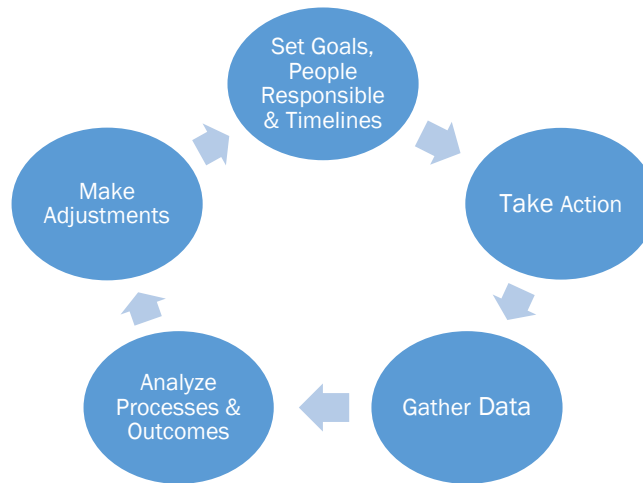 Set Goals,
People
Responsible
& Timelines
Take Action
Gather Data
Analyze
Processes &
Outcomes
Make
Adjustments